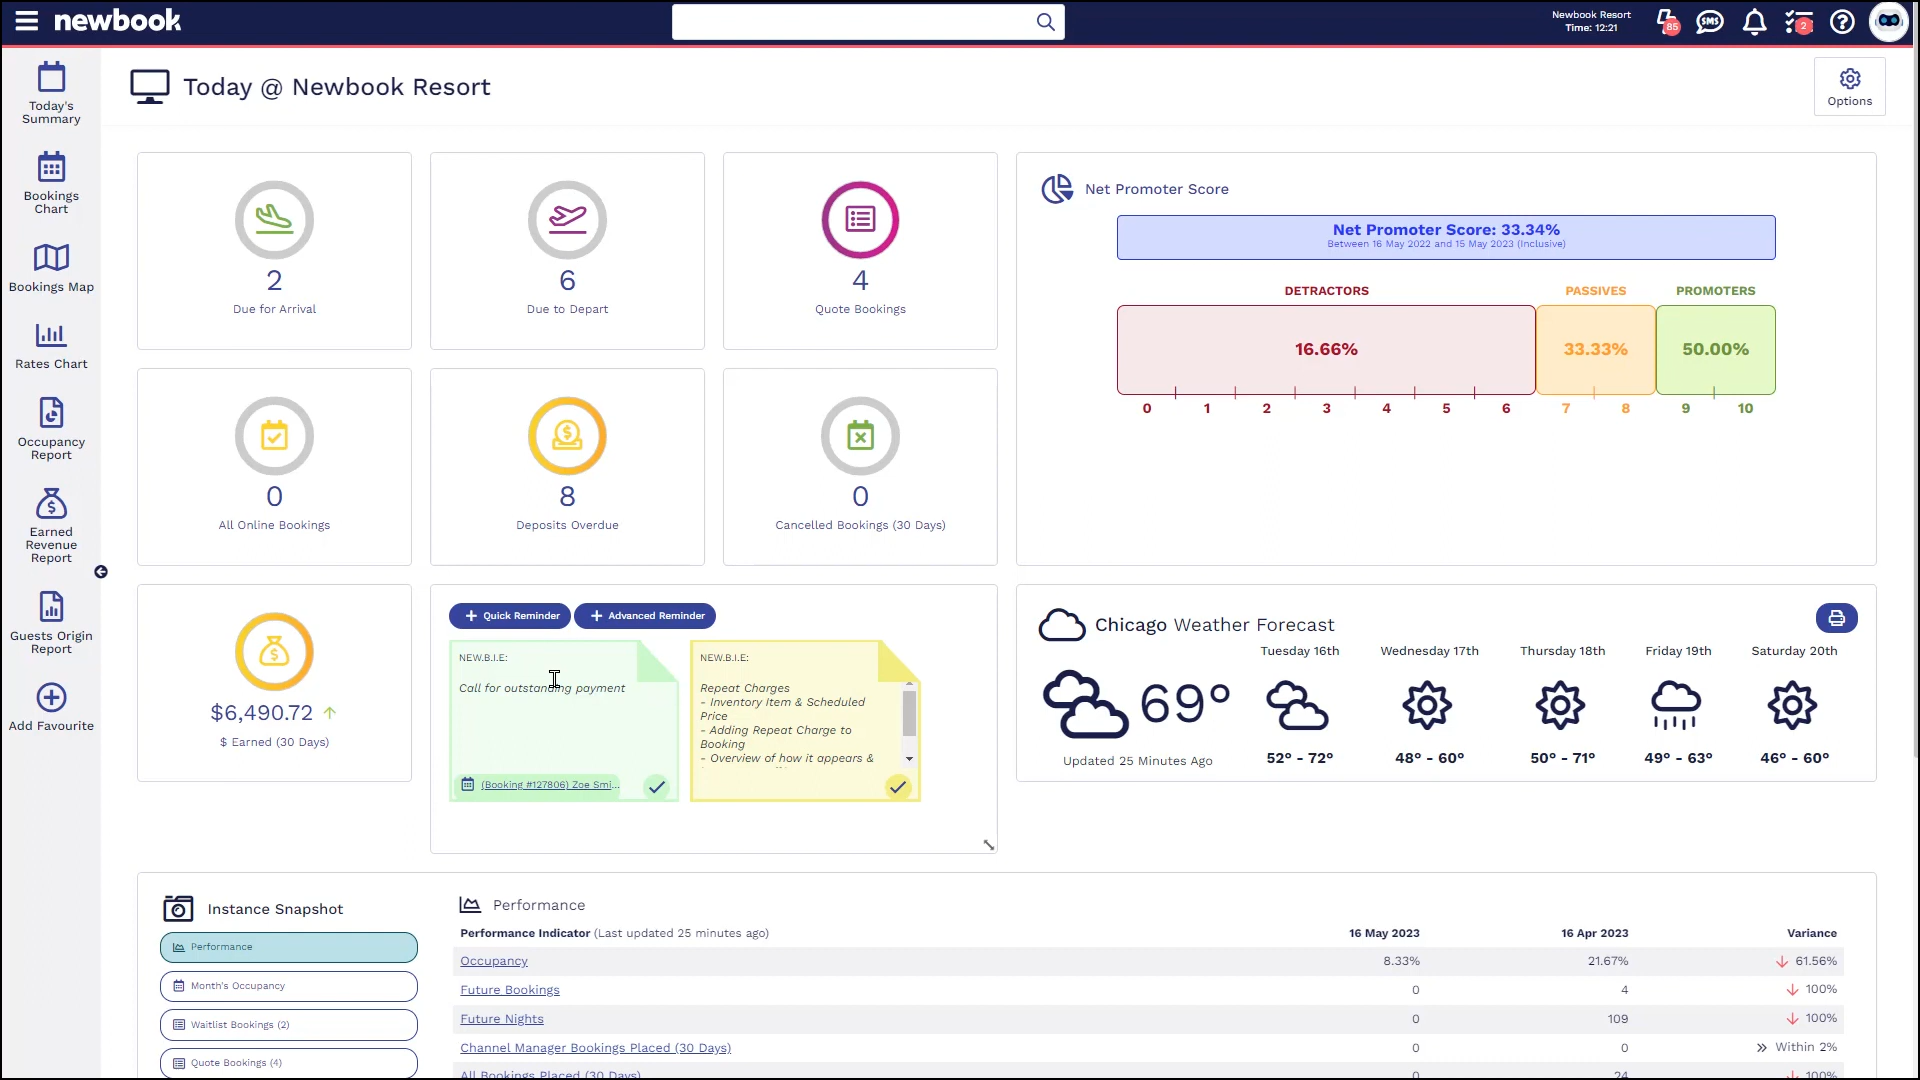 newbook
Newbook Resort
Time: 12:21
85
SMS
2
Today's
Summary
Bookings
Chart
Bookings Map
Rates Chart
Occupancy
Report
Earned
Revenue
Report
Guests Origin
Report
Add Favourite
Today @ Newbook Resort
Options
2
Due for Arrival
6
Due to Depart
4
Quote Bookings
0
All Online Bookings
8
Deposits Overdue
0
Cancelled Bookings (30 Days)
$6,490.72
$ Earned (30 Days)
Net Promoter Score
Net Promoter Score: 33.34%
Between 16 May 2022 and 15 May 2023 (Inclusive)
DETRACTORS PASSIVES PROMOTERS
16.66% 33.33% 50.00%
0 1 2 3 4 5 6 7 8 9 10
Quick Reminder
Advanced Reminder
NEW.B.I.E:
Call for outstanding payment
(Booking #127806) Zoe Smi...
NEW.B.I.E:
Repeat Charges
- Inventory Item & Scheduled
Price
- Adding Repeat Charge to
Booking
- Overview of how it appears &
Chicago Weather Forecast
69°
Updated 25 Minutes Ago
Tuesday 16th Wednesday 17th Thursday 18th Friday 19th Saturday 20th
52° - 72° 48° - 60° 50° - 71° 49° - 63° 46° - 60°
Instance Snapshot
Performance
Month's Occupancy
Waitlist Bookings (2)
Quote Bookings (4)
Performance
Performance Indicator (Last updated 25 minutes ago) 16 May 2023 16 Apr 2023 Variance
Occupancy 8.33% 21.67% 61.56%
Future Bookings 0 4 100%
Future Nights 0 109 100%
Channel Manager Bookings Placed (30 Days) 0 0 Within 2%
All Bookings Placed (30 Days) 0 24 100%